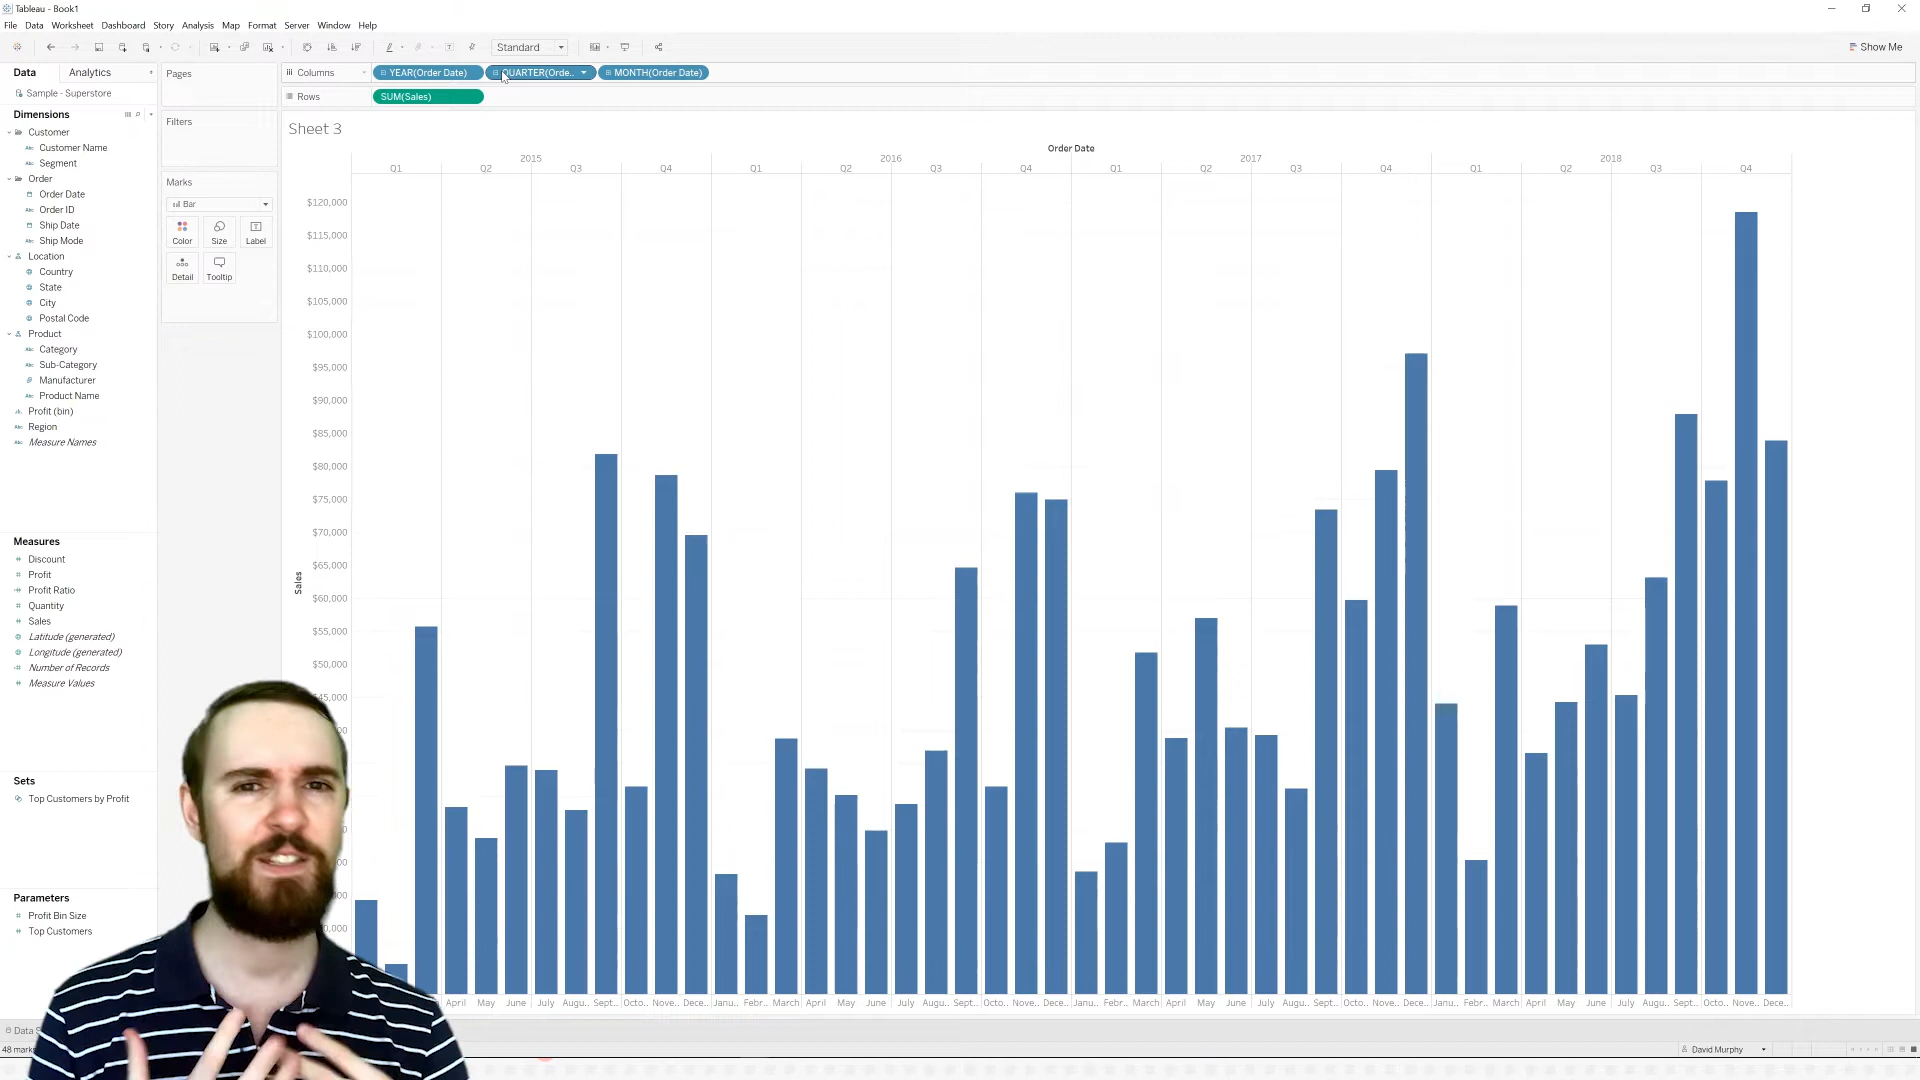 Tableau - Book1
File Data Worksheet Dashboard Story Analysis Map Format Server Window Help
Standard
Show Me
Data Analytics
Sample - Superstore
Dimensions
Customer
Customer Name
Segment
Order
Order Date
Order ID
Ship Date
Ship Mode
Location
Country
State
City
Postal Code
Product
Category
Sub-Category
Manufacturer
Product Name
Profit (bin)
Region
Measure Names
Measures
Discount
Profit
Profit Ratio
Quantity
Sales
Latitude (generated)
Longitude (generated)
Number of Records
Measure Values
Sets
Top Customers by Profit
Parameters
Profit Bin Size
Top Customers
Pages
Filters
Marks
Bar
Color Size Label
Detail Tooltip
Columns YEAR(Order Date) QUARTER(Orde.. MONTH(Order Date)
Rows SUM(Sales)
Sheet 3
Order Date
2015 2016 2017 2018
Q1 Q2 Q3 Q4 Q1 Q2 Q3 Q4 Q1 Q2 Q3 Q4 Q1 Q2 Q3 Q4
$120,000
$115,000
$110,000
$105,000
$100,000
$95,000
$90,000
$85,000
$80,000
$75,000
$70,000
$65,000
$60,000
$55,000
$50,000
Sales
April May June July Augu.. Sept.. Octo.. Nove.. Dece.. Janu.. Febr.. March April May June July Augu.. Sept.. Octo.. Nove.. Dece.. Janu.. Febr.. March April May June July Augu.. Sept.. Octo.. Nove.. Dece.. Janu.. Febr.. March April May June July Augu.. Sept.. Octo.. Nove.. Dece..
Data
48
David Murphy